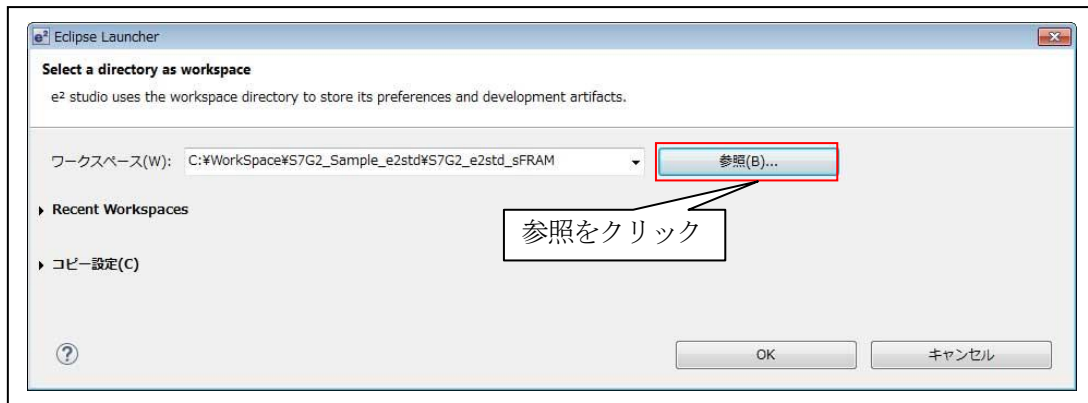 e² Eclipse Launcher
Select a directory as workspace
e² studio uses the workspace directory to store its preferences and development artifacts.
ワークスペース(W): C:¥WorkSpace¥S7G2_Sample_e2std¥S7G2_e2std_sFRAM 参照(B)...
Recent Workspaces
参照をクリック
コピー設定(C)
?
OK キャンセル